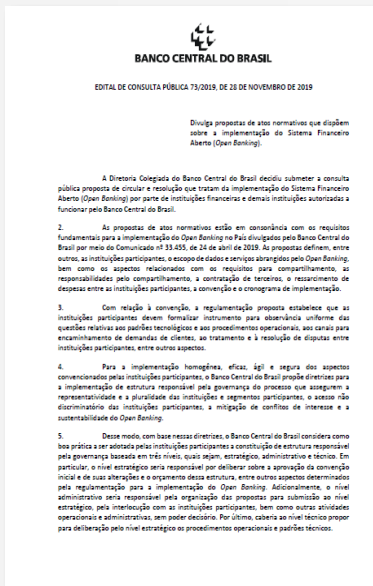 BANCO CENTRAL DO BRASIL
EDITAL DE CONSULTA PÚBLICA 73/2019, DE 28 DE NOVEMBRO DE 2019
Divulga propostas de atos normativos que dispõem
sobre a implementação do Sistema Financeiro
Aberto (Open Banking).
A Diretoria Colegiada do Banco Central do Brasil decidiu submeter a consulta
pública proposta de circular e resolução que tratam da implementação do Sistema Financeiro
Aberto (Open Banking) por parte de instituições financeiras e demais instituições autorizadas a
funcionar pelo Banco Central do Brasil.
2. As propostas de atos normativos estão em consonância com os requisitos
fundamentais para a implementação do Open Banking no País divulgados pelo Banco Central do
Brasil por meio do Comunicado nº 33.455, de 24 de abril de 2019. As propostas definem, entre
outros, as instituições participantes, o escopo de dados e serviços abrangidos pelo Open Banking,
bem como os aspectos relacionados com os requisitos para compartilhamento, as
responsabilidades pelo compartilhamento, a contratação de terceiros, o ressarcimento de
despesas entre as instituições participantes, a convenção e o cronograma de implementação.
3. Com relação à convenção, a regulamentação proposta estabelece que as
instituições participantes devem formalizar instrumento para observância uniforme das
questões relativas aos padrões tecnológicos e aos procedimentos operacionais, aos canais para
encaminhamento de demandas de clientes, ao tratamento e à resolução de disputas entre
instituições participantes, entre outros aspectos.
4. Para a implementação homogênea, eficaz, ágil e segura dos aspectos
convencionados pelas instituições participantes, o Banco Central do Brasil propõe diretrizes para
a implementação de estrutura responsável pela governança do processo que assegurem a
representatividade e a pluralidade das instituições e segmentos participantes, o acesso não
discriminatório das instituições participantes, a mitigação de conflitos de interesse e a
sustentabilidade do Open Banking.
5. Desse modo, com base nessas diretrizes, o Banco Central do Brasil considera como
boa prática a ser adotada pelas instituições participantes a constituição de estrutura responsável
pela governança baseada em três níveis, quais sejam, estratégico, administrativo e técnico. Em
particular, o nível estratégico seria responsável por deliberar sobre a aprovação da convenção
inicial e de suas alterações e o orçamento dessa estrutura, entre outros aspectos determinados
pela regulamentação para a implementação do Open Banking. Adicionalmente, o nível
administrativo seria responsável pela organização das propostas para submissão ao nível
estratégico, pela interlocução com as instituições participantes, bem como outras atividades
operacionais e administrativas, sem poder decisório. Por último, caberia ao nível técnico propor
para deliberação pelo nível estratégico os procedimentos operacionais e padrões técnicos.